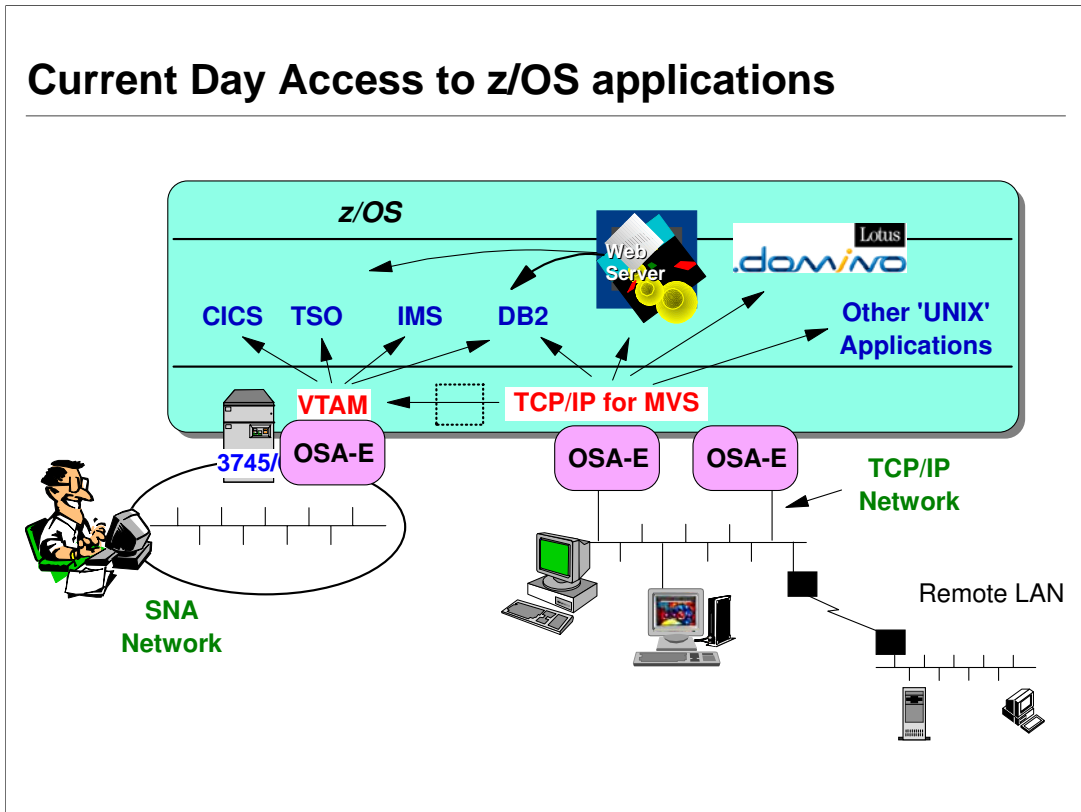 Current Day Access to z/OS applications
z/OS
Lotus
Web
Server
domino
CICS TSO IMS DB2
Other 'UNIX'
Applications
VTAM
TCP/IP for MVS
3745/
OSA-E
OSA-E
OSA-E
TCP/IP
Network
Remote LAN
SNA
Network